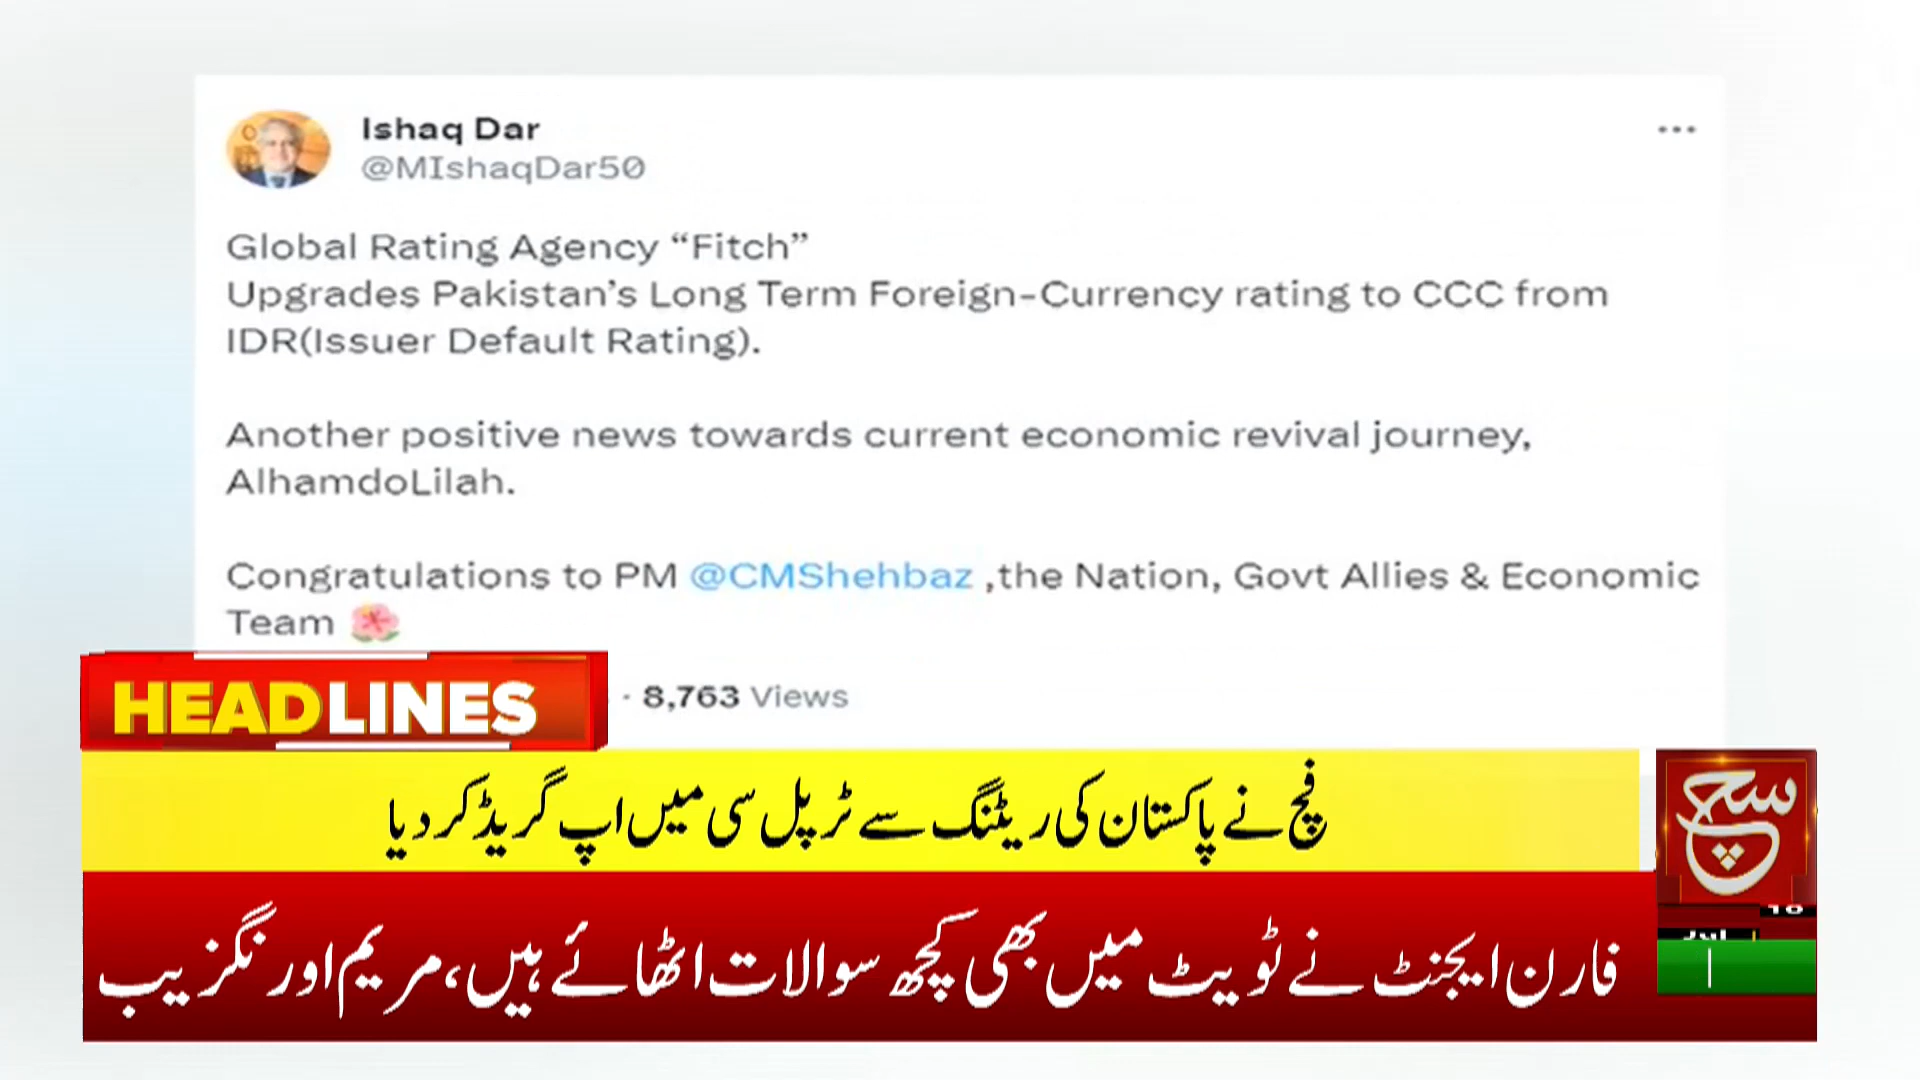 Ishaq Dar
@MIshaqDar50
Global Rating Agency “Fitch”
Upgrades Pakistan’s Long Term Foreign-Currency rating to CCC from
IDR(Issuer Default Rating).
Another positive news towards current economic revival journey,
AlhamdoLilah.
Congratulations to PM @CMShehbaz ,the Nation, Govt Allies & Economic
Team 🌺
· 8,763 Views
HEADLINES
فچ نے پاکستان کی ریٹنگ سے ٹرپل سی میں اپ گریڈ کر دیا
سچ
فارن ایجنٹ نے ٹویٹ میں بھی کچھ سوالات اٹھائے ہیں، مریم اورنگزیب